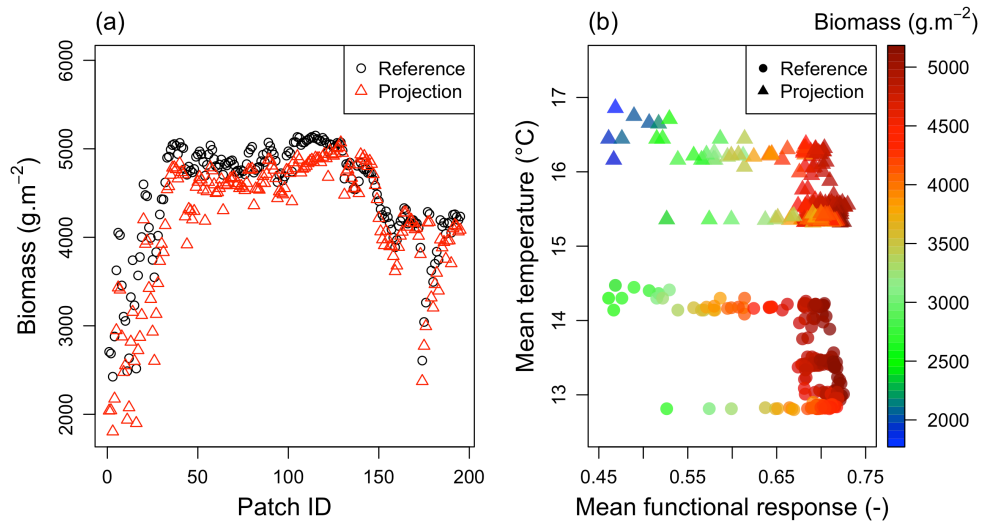 (a)
Biomass (g.m−2)
6000
5000
4000
3000
2000
Reference
Projection
0
50
100
150
200
Patch ID
(b)
Biomass (g.m−2)
Mean temperature (°C)
17
16
15
14
13
Reference
Projection
0.45
0.55
0.65
0.75
Mean functional response (-)
5000
4500
4000
3500
3000
2500
2000